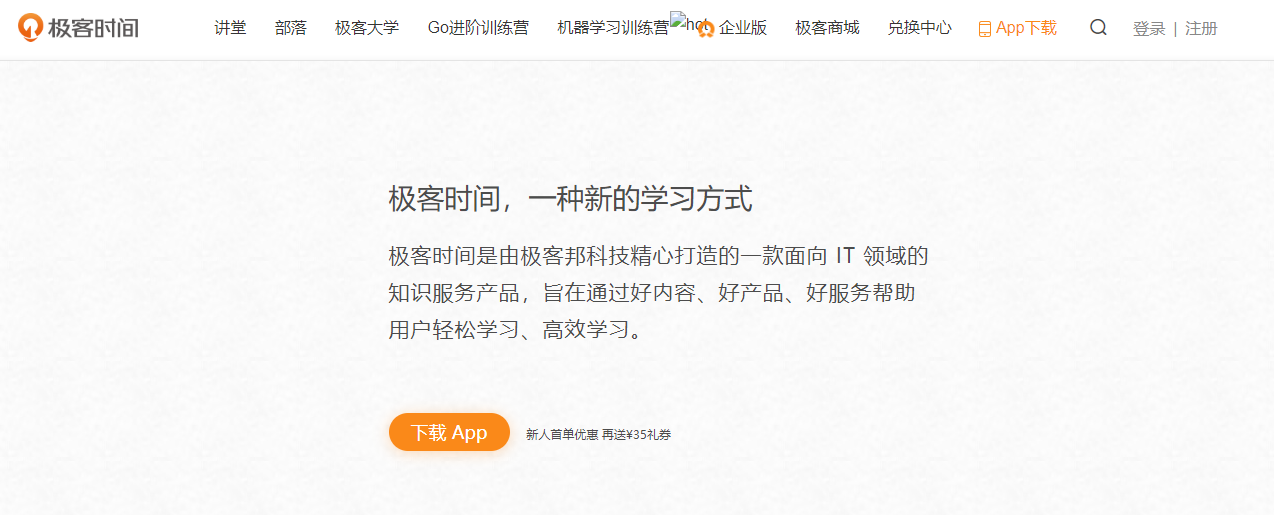 极客时间 讲堂 部落 极客大学 Go进阶训练营 机器学习训练营 hot 企业版 极客商城 兑换中心 App下载 登录 | 注册
极客时间，一种新的学习方式
极客时间是由极客邦科技精心打造的一款面向 IT 领域的
知识服务产品，旨在通过好内容、好产品、好服务帮助
用户轻松学习、高效学习。
下载 App 新人首单优惠 再送¥35礼券